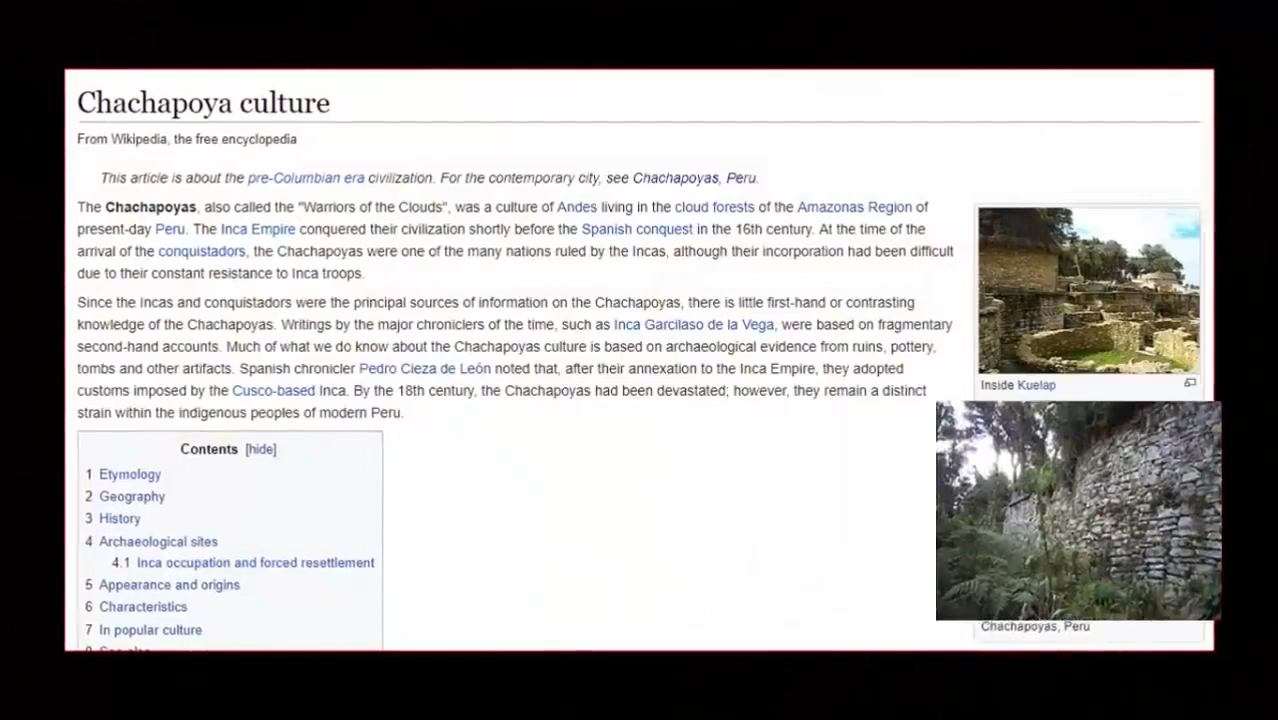 Chachapoya culture
From Wikipedia, the free encyclopedia
This article is about the pre-Columbian era civilization. For the contemporary city, see Chachapoyas, Peru.
The Chachapoyas, also called the "Warriors of the Clouds", was a culture of Andes living in the cloud forests of the Amazonas Region of
present-day Peru. The Inca Empire conquered their civilization shortly before the Spanish conquest in the 16th century. At the time of the
arrival of the conquistadors, the Chachapoyas were one of the many nations ruled by the Incas, although their incorporation had been difficult
due to their constant resistance to Inca troops.
Since the Incas and conquistadors were the principal sources of information on the Chachapoyas, there is little first-hand or contrasting
knowledge of the Chachapoyas. Writings by the major chroniclers of the time, such as Inca Garcilaso de la Vega, were based on fragmentary
second-hand accounts. Much of what we do know about the Chachapoyas culture is based on archaeological evidence from ruins, pottery,
tombs and other artifacts. Spanish chronicler Pedro Cieza de León noted that, after their annexation to the Inca Empire, they adopted
customs imposed by the Cusco-based Inca. By the 18th century, the Chachapoyas had been devastated; however, they remain a distinct
strain within the indigenous peoples of modern Peru.
Inside Kuelap
Chachapoyas, Peru
Contents [hide]
1 Etymology
2 Geography
3 History
4 Archaeological sites
4.1 Inca occupation and forced resettlement
5 Appearance and origins
6 Characteristics
7 In popular culture